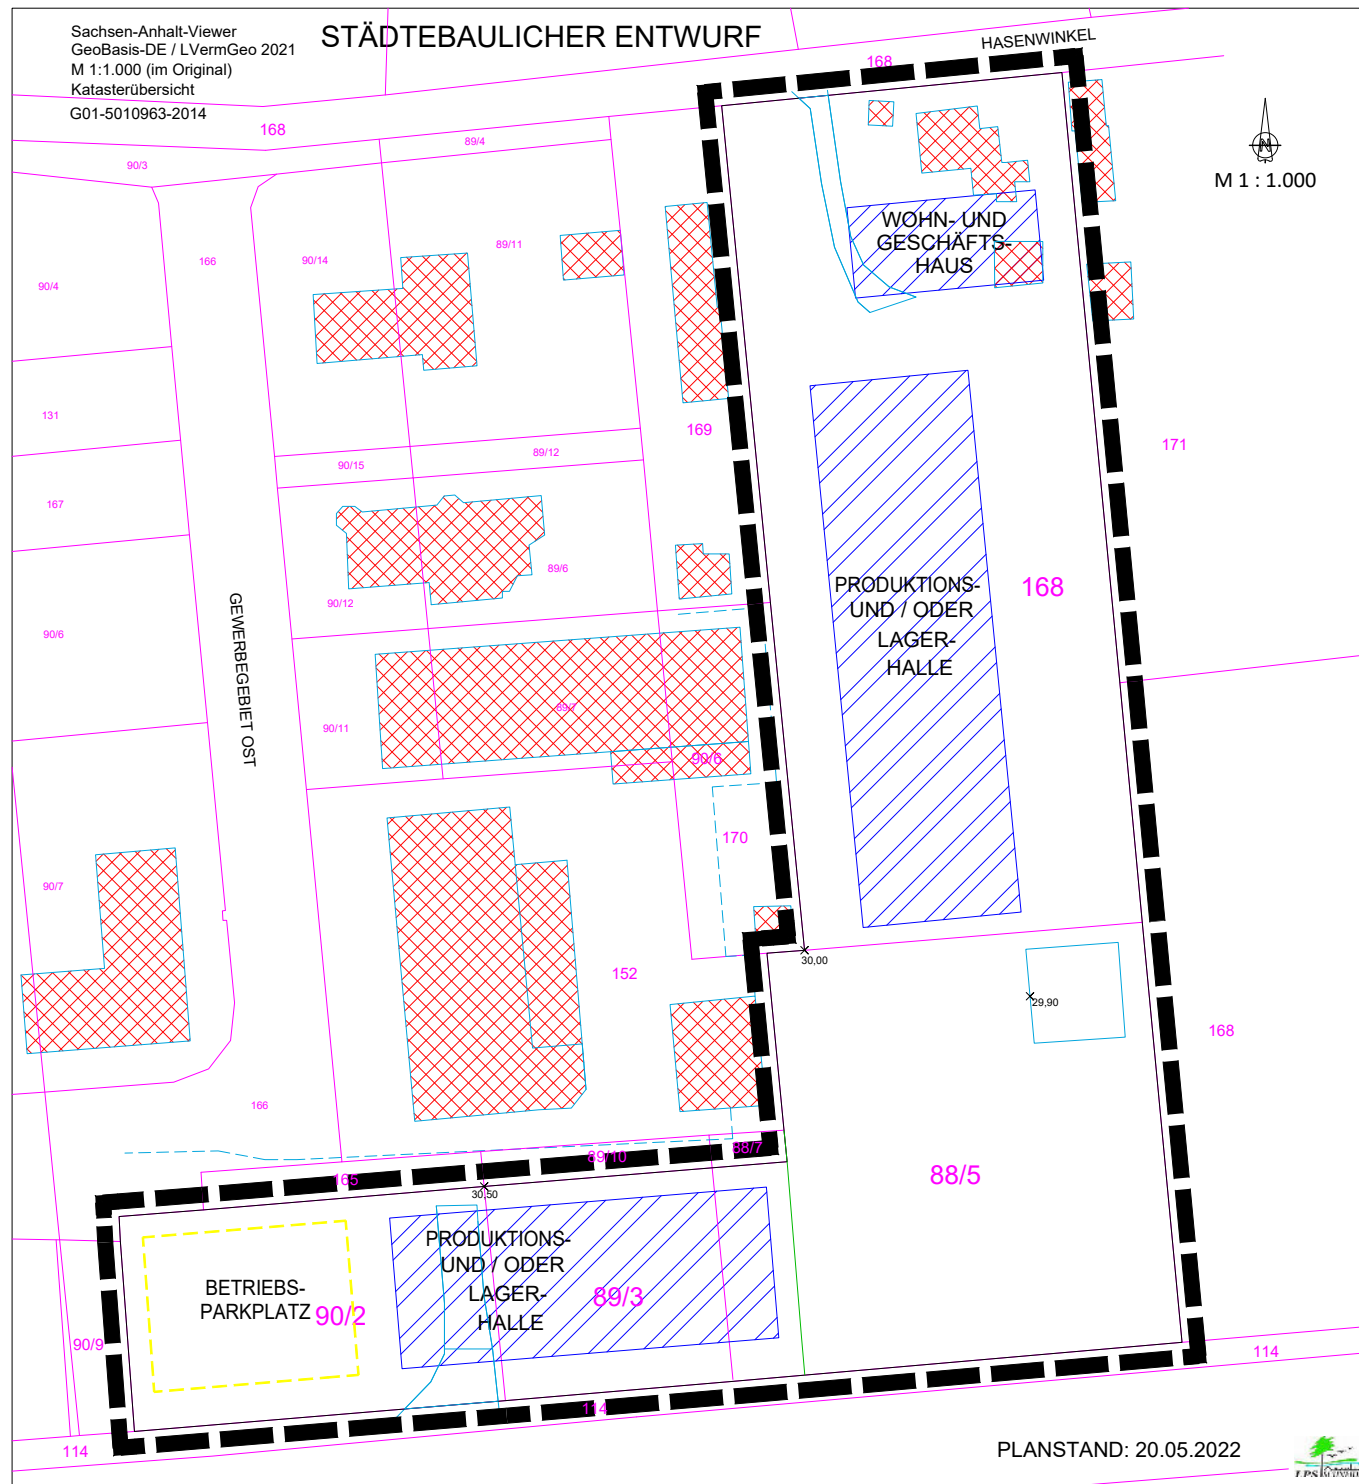 Sachsen-Anhalt-Viewer
GeoBasis-DE / LVermGeo 2021
M 1:1.000 (im Original)
Katasterübersicht
G01-5010963-2014
STÄDTEBAULICHER ENTWURF
HASENWINKEL
168
168
89/4
90/3
N
M 1 : 1.000
WOHN- UND
GESCHÄFTS-
HAUS
89/11
166
90/14
90/4
131
169
171
89/12
90/15
167
89/6
90/12
PRODUKTIONS-
UND / ODER
LAGER-
HALLE
168
90/6
GEWERBEGEBIET OST
89/7
90/11
90/6
170
90/7
152
30,00
29,90
168
166
88/7
89/10
165
88/5
30,50
PRODUKTIONS-
UND / ODER
LAGER-
HALLE
89/3
BETRIEBS-
PARKPLATZ
90/2
90/9
114
114
114
PLANSTAND: 20.05.2022
LPS